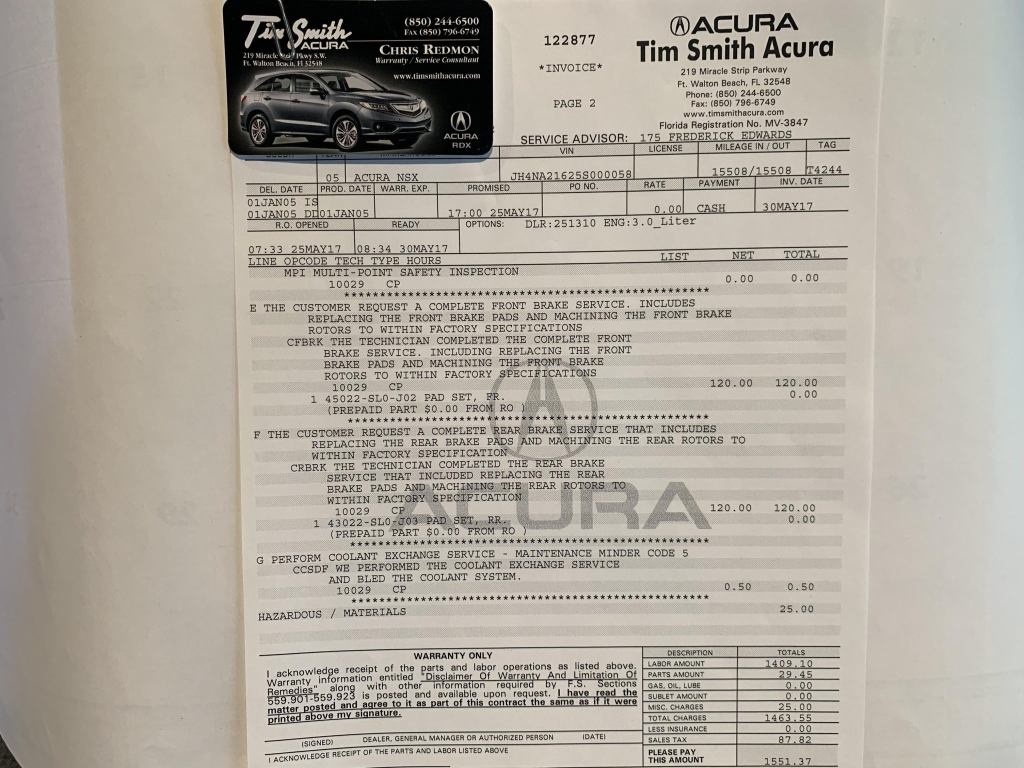 Tim Smith
ACURA
219 Miracle Strip Pkwy S.W.
Ft. Walton Beach, Fl 32548
(850) 244-6500
FAX (850) 796-6749
CHRIS REDMON
Warranty / Service Consultant
www.timsmithacura.com
ACURA
RDX
122877
*INVOICE*
PAGE 2
ACURA
Tim Smith Acura
219 Miracle Strip Parkway
Ft. Walton Beach, FL 32548
Phone: (850) 244-6500
Fax: (850) 796-6749
www.timsmithacura.com
Florida Registration No. MV-3847
SERVICE ADVISOR: 175 FREDERICK EDWARDS
VIN LICENSE MILEAGE IN / OUT TAG
05 ACURA NSX JH4NA21625S000058 15508/15508 T4244
DEL. DATE PROD. DATE WARR. EXP. PROMISED PO NO. RATE PAYMENT INV. DATE
01JAN05 IS
01JAN05 DD 01JAN05 17:00 25MAY17 0.00 CASH 30MAY17
R.O. OPENED READY OPTIONS: DLR:251310 ENG:3.0_Liter
07:33 25MAY17 08:34 30MAY17
LINE OPCODE TECH TYPE HOURS LIST NET TOTAL
MPI MULTI-POINT SAFETY INSPECTION
10029 CP 0.00 0.00
****************************************************
E THE CUSTOMER REQUEST A COMPLETE FRONT BRAKE SERVICE. INCLUDES
REPLACING THE FRONT BRAKE PADS AND MACHINING THE FRONT BRAKE
ROTORS TO WITHIN FACTORY SPECIFICATIONS
CFBRK THE TECHNICIAN COMPLETED THE COMPLETE FRONT
BRAKE SERVICE. INCLUDING REPLACING THE FRONT
BRAKE PADS AND MACHINING THE FRONT BRAKE
ROTORS TO WITHIN FACTORY SPECIFICATIONS
10029 CP 120.00 120.00
1 45022-SL0-J02 PAD SET, FR. 0.00
(PREPAID PART $0.00 FROM RO )
****************************************************
F THE CUSTOMER REQUEST A COMPLETE REAR BRAKE SERVICE THAT INCLUDES
REPLACING THE REAR BRAKE PADS AND MACHINING THE REAR ROTORS TO
WITHIN FACTORY SPECIFICATION
CRBRK THE TECHNICIAN COMPLETED THE REAR BRAKE
SERVICE THAT INCLUDED REPLACING THE REAR
BRAKE PADS AND MACHINING THE REAR ROTORS TO
WITHIN FACTORY SPECIFICATION
ACURA
10029 CP 120.00 120.00
1 43022-SL0-J03 PAD SET, RR. 0.00
(PREPAID PART $0.00 FROM RO )
****************************************************
G PERFORM COOLANT EXCHANGE SERVICE - MAINTENANCE MINDER CODE 5
CCSDF WE PERFORMED THE COOLANT EXCHANGE SERVICE
AND BLED THE COOLANT SYSTEM.
10029 CP 0.50 0.50
****************************************************
HAZARDOUS / MATERIALS 25.00
WARRANTY ONLY
I acknowledge receipt of the parts and labor operations as listed above.
Warranty information entitled "Disclaimer Of Warranty And Limitation Of
Remedies" along with other information required by F.S. Sections
559.901-559.923 is posted and available upon request. I have read the
matter posted and agree to it as part of this contract the same as if it were
printed above my signature.
(SIGNED) DEALER, GENERAL MANAGER OR AUTHORIZED PERSON (DATE)
I ACKNOWLEDGE RECEIPT OF THE PARTS AND LABOR LISTED ABOVE
DESCRIPTION TOTALS
LABOR AMOUNT 1409.10
PARTS AMOUNT 29.45
GAS, OIL, LUBE 0.00
SUBLET AMOUNT 0.00
MISC. CHARGES 25.00
TOTAL CHARGES 1463.55
LESS INSURANCE 0.00
SALES TAX 87.82
PLEASE PAY
THIS AMOUNT 1551.37